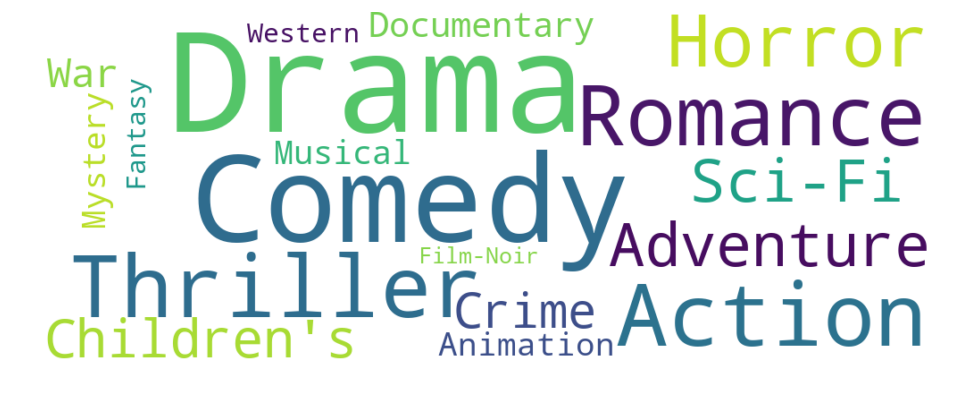 Western
Documentary
Horror
War
Drama
Romance
Mystery
Fantasy
Musical
Comedy
Sci-Fi
Adventure
Thriller
Film-Noir
Crime
Action
Children's
Animation